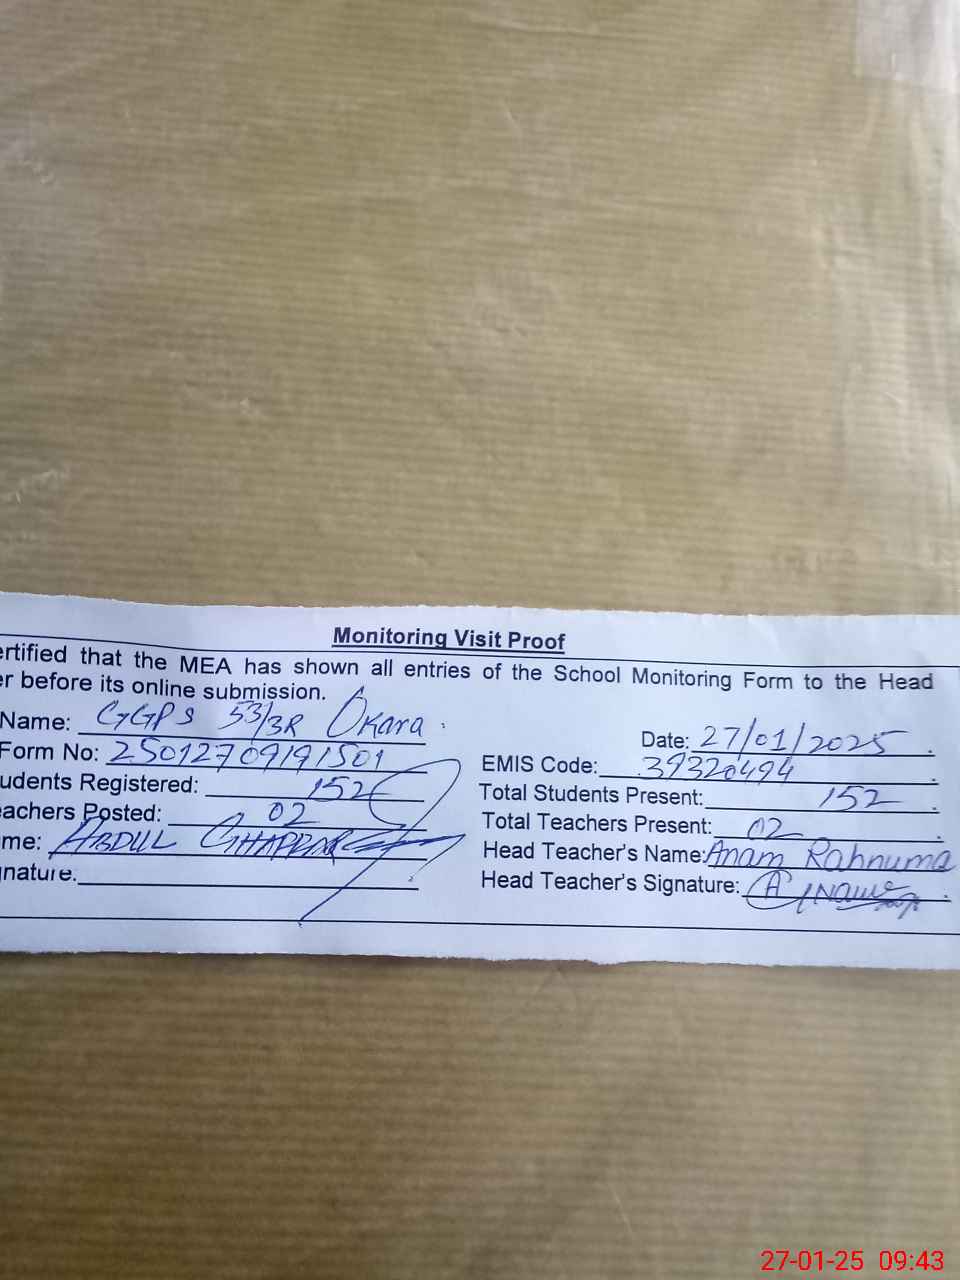 Monitoring Visit Proof
ertified that the MEA has shown all entries of the School Monitoring Form to the Head
er before its online submission.
Name: GGPS 53/3R Okara
Date: 27/01/2025
Form No: 25012709191501
EMIS Code: 39320494
udents Registered: 152
Total Students Present: 152
eachers Posted: 02
Total Teachers Present: 02
me: ABDUL GHAFFAR
Head Teacher's Name: Anam Rahnuma
nature:
Head Teacher's Signature:
27-01-25 09:43